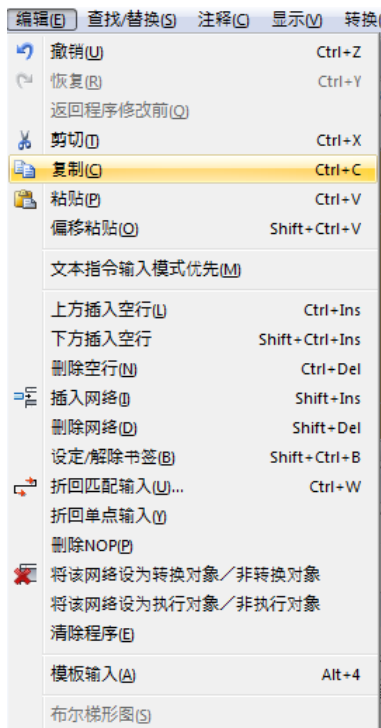 编辑(E) 查找/替换(S) 注释(C) 显示(V) 转换
撤销(U) Ctrl+Z
恢复(R) Ctrl+Y
返回程序修改前(Q)
剪切(T) Ctrl+X
复制(C) Ctrl+C
粘贴(P) Ctrl+V
偏移粘贴(O) Shift+Ctrl+V
文本指令输入模式优先(M)
上方插入空行(L) Ctrl+Ins
下方插入空行 Shift+Ctrl+Ins
删除空行(N) Ctrl+Del
插入网络(I) Shift+Ins
删除网络(D) Shift+Del
设定/解除书签(B) Shift+Ctrl+B
折回匹配输入(U)... Ctrl+W
折回单点输入(Y)
删除NOP(P)
将该网络设为转换对象／非转换对象
将该网络设为执行对象／非执行对象
清除程序(E)
模板输入(A) Alt+4
布尔梯形图(S)